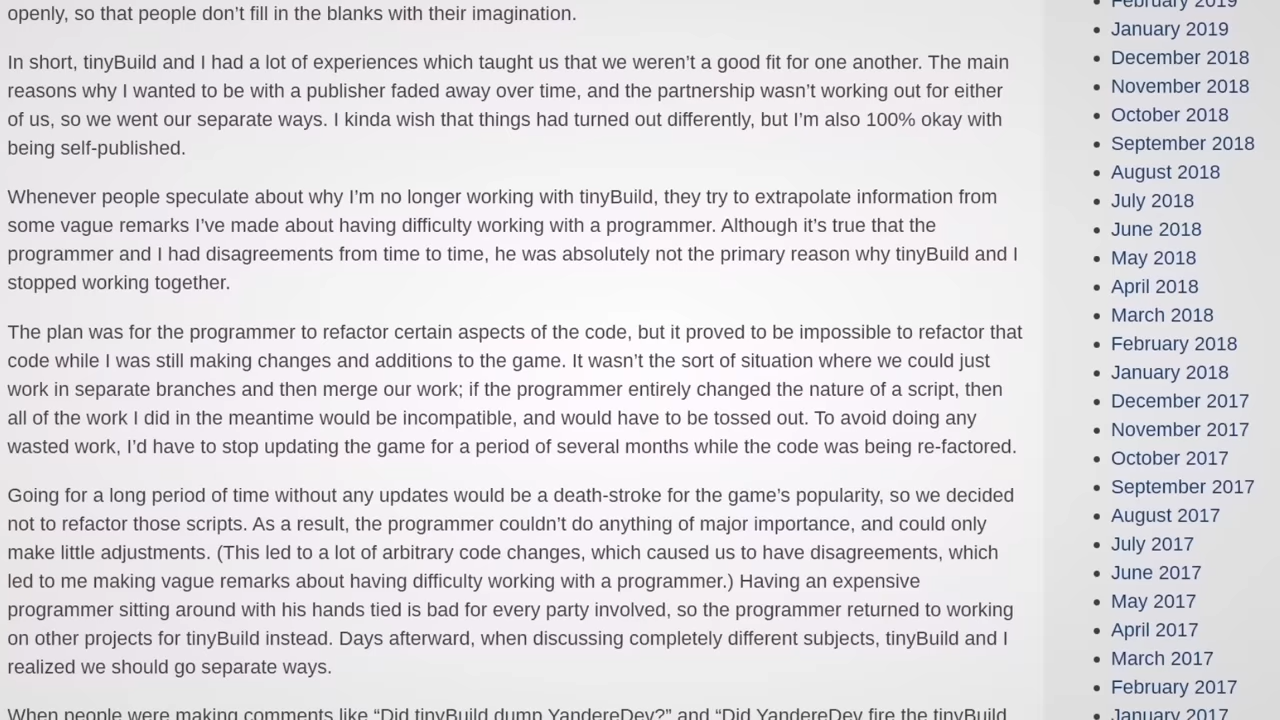 openly, so that people don’t fill in the blanks with their imagination.
In short, tinyBuild and I had a lot of experiences which taught us that we weren’t a good fit for one another. The main
reasons why I wanted to be with a publisher faded away over time, and the partnership wasn’t working out for either
of us, so we went our separate ways. I kinda wish that things had turned out differently, but I’m also 100% okay with
being self-published.
Whenever people speculate about why I’m no longer working with tinyBuild, they try to extrapolate information from
some vague remarks I’ve made about having difficulty working with a programmer. Although it’s true that the
programmer and I had disagreements from time to time, he was absolutely not the primary reason why tinyBuild and I
stopped working together.
The plan was for the programmer to refactor certain aspects of the code, but it proved to be impossible to refactor that
code while I was still making changes and additions to the game. It wasn’t the sort of situation where we could just
work in separate branches and then merge our work; if the programmer entirely changed the nature of a script, then
all of the work I did in the meantime would be incompatible, and would have to be tossed out. To avoid doing any
wasted work, I’d have to stop updating the game for a period of several months while the code was being re-factored.
Going for a long period of time without any updates would be a death-stroke for the game’s popularity, so we decided
not to refactor those scripts. As a result, the programmer couldn’t do anything of major importance, and could only
make little adjustments. (This led to a lot of arbitrary code changes, which caused us to have disagreements, which
led to me making vague remarks about having difficulty working with a programmer.) Having an expensive
programmer sitting around with his hands tied is bad for every party involved, so the programmer returned to working
on other projects for tinyBuild instead. Days afterward, when discussing completely different subjects, tinyBuild and I
realized we should go separate ways.
When people were making comments like “Did tinyBuild dump YandereDev?” and “Did YandereDev fire the tinyBuild
February 2019
January 2019
December 2018
November 2018
October 2018
September 2018
August 2018
July 2018
June 2018
May 2018
April 2018
March 2018
February 2018
January 2018
December 2017
November 2017
October 2017
September 2017
August 2017
July 2017
June 2017
May 2017
April 2017
March 2017
February 2017
January 2017